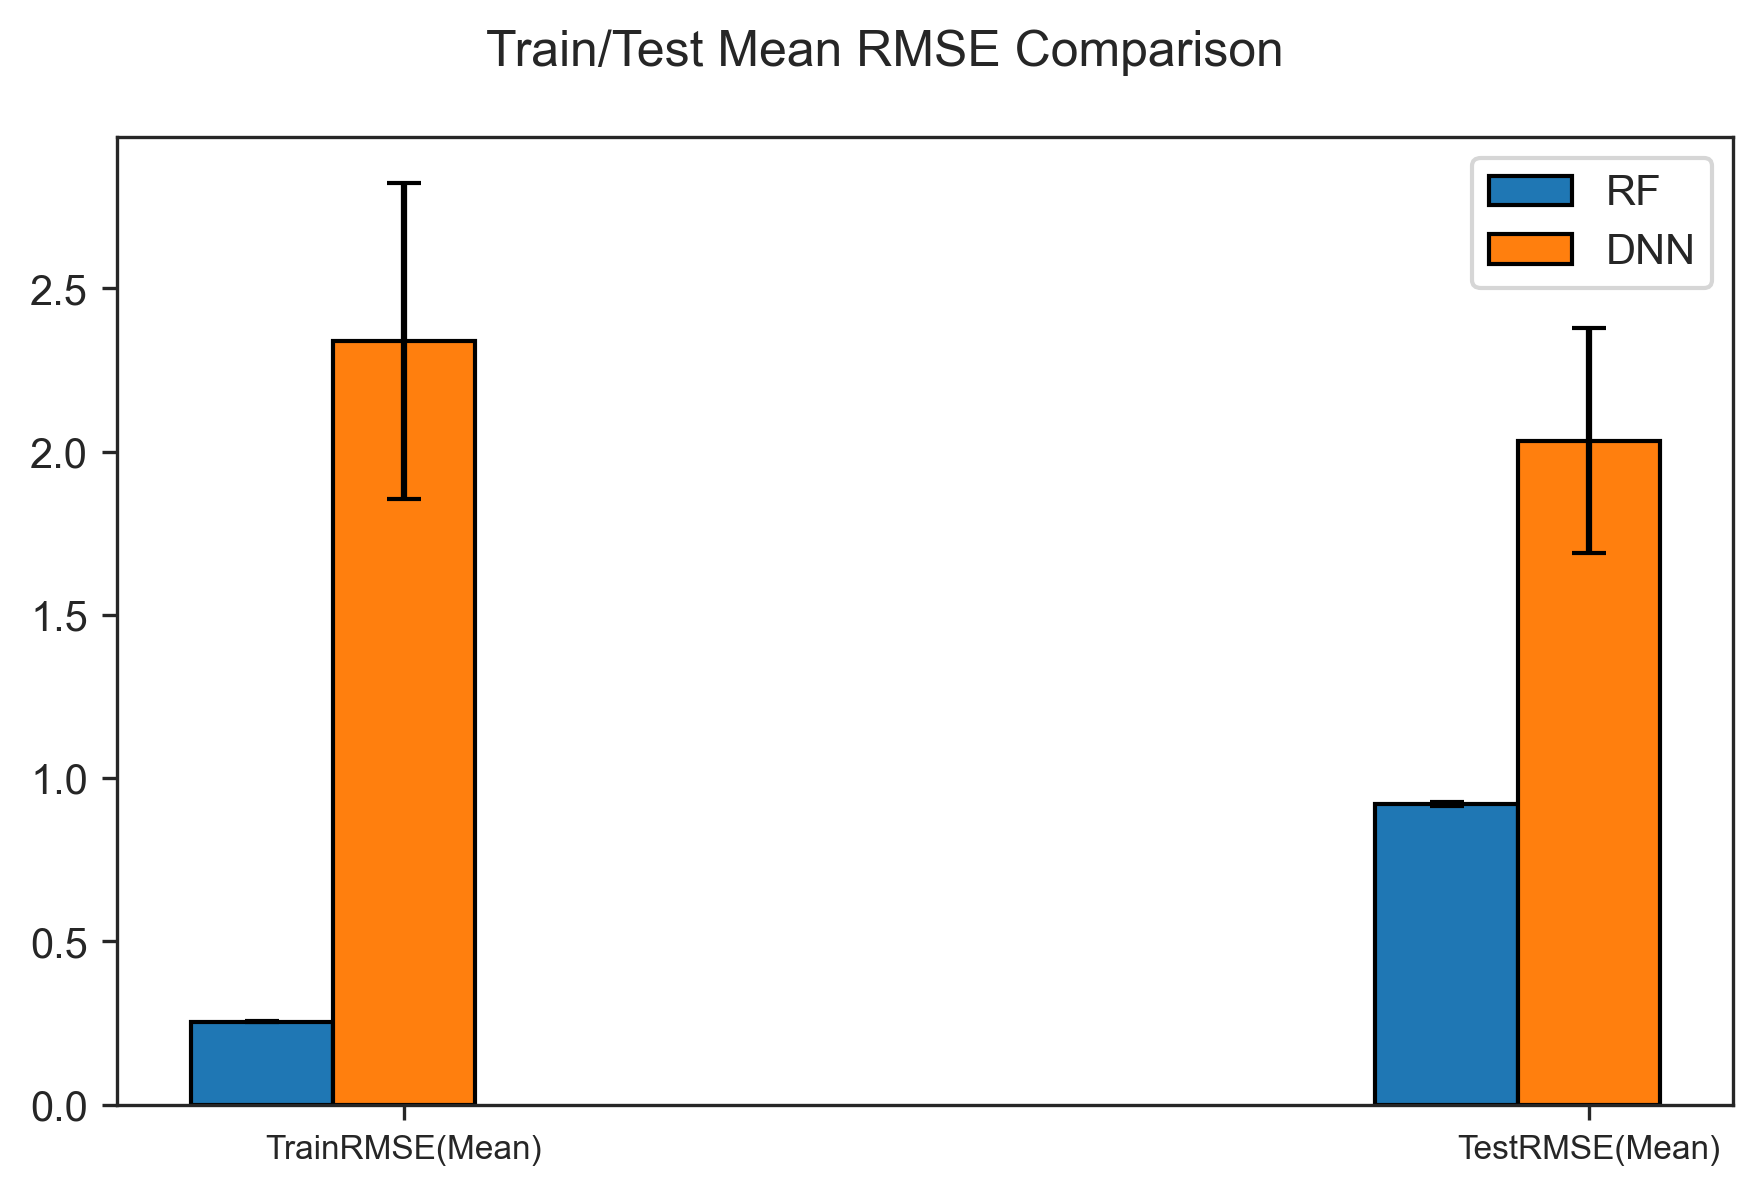 Train/Test Mean RMSE Comparison
RF
DNN
2.5
2.0
1.5
1.0
0.5
0.0
TrainRMSE(Mean)
TestRMSE(Mean)